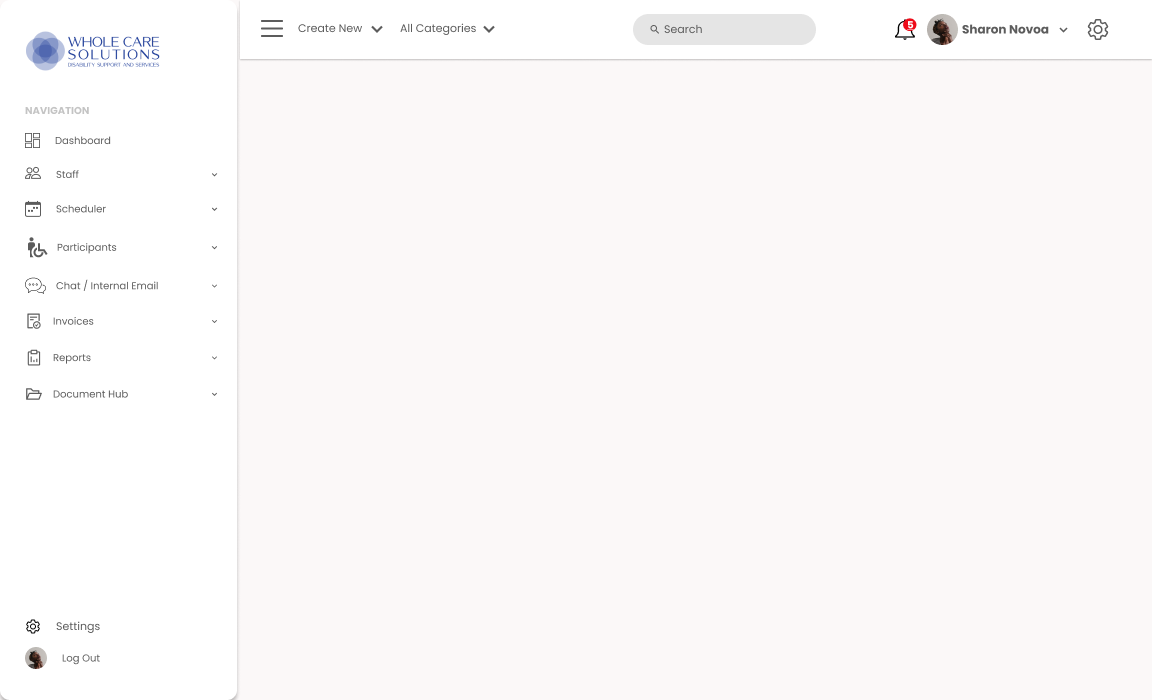 WHOLE CARE
SOLUTIONS
DISABILITY SUPPORT AND SERVICES
NAVIGATION
Dashboard
Staff
Scheduler
Participants
Chat / Internal Email
Invoices
Reports
Document Hub
Settings
Log Out
Create New
All Categories
Search
5
Sharon Novoa